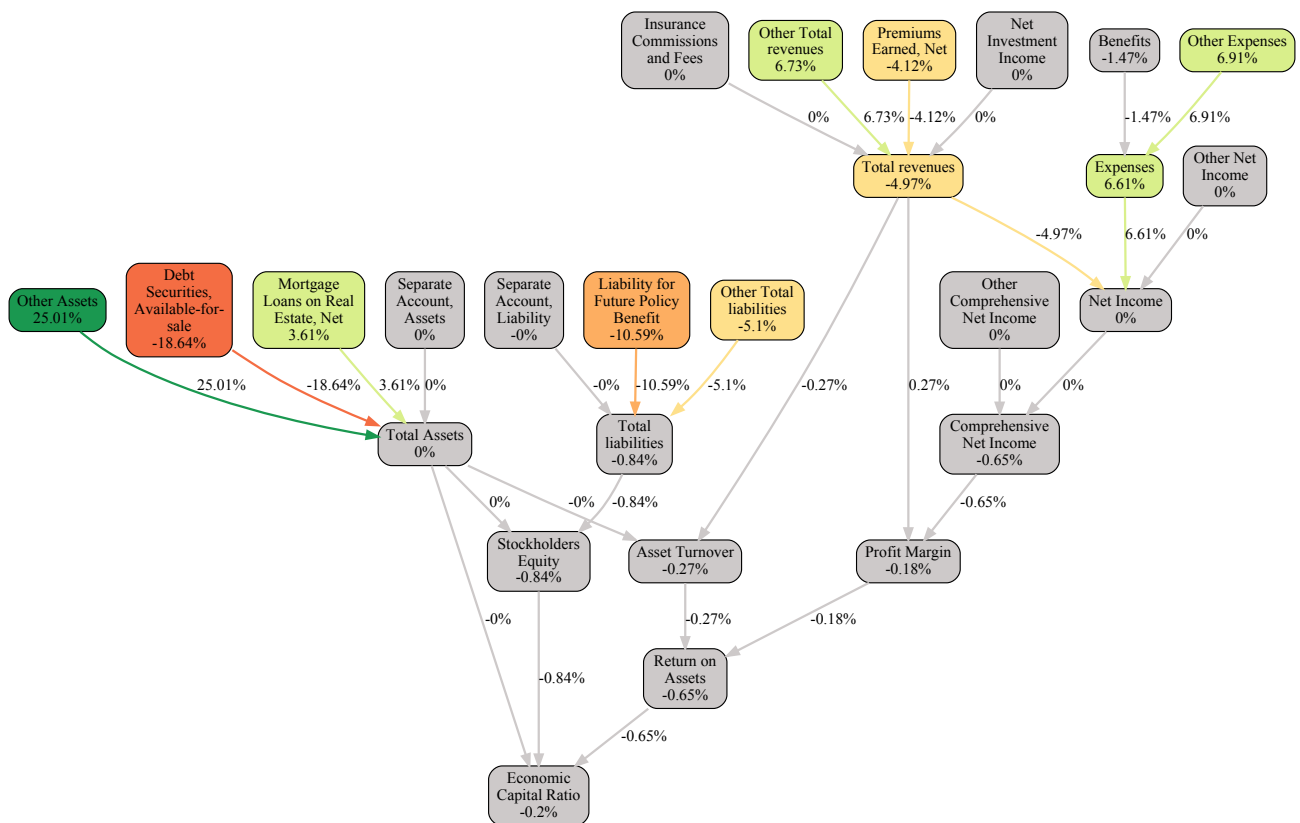 Insurance
Commissions
and Fees
0%
Other Total
revenues
6.73%
Premiums
Earned, Net
-4.12%
Net
Investment
Income
0%
Benefits
-1.47%
Other Expenses
6.91%
0%
6.73%
-4.12%
0%
-1.47%
6.91%
Total revenues
-4.97%
Expenses
6.61%
Other Net
Income
0%
-4.97%
6.61%
0%
Other Assets
25.01%
Debt
Securities,
Available-for-
sale
-18.64%
Mortgage
Loans on Real
Estate, Net
3.61%
Separate
Account,
Assets
0%
Separate
Account,
Liability
-0%
Liability for
Future Policy
Benefit
-10.59%
Other Total
liabilities
-5.1%
Other
Comprehensive
Net Income
0%
Net Income
0%
25.01%
-18.64%
3.61%
0%
-0%
-10.59%
-5.1%
-0.27%
0.27%
0%
0%
Total Assets
0%
Total
liabilities
-0.84%
Comprehensive
Net Income
-0.65%
0%
-0%
-0.84%
-0.65%
Stockholders
Equity
-0.84%
Asset Turnover
-0.27%
Profit Margin
-0.18%
-0%
-0.84%
-0.27%
-0.18%
Return on
Assets
-0.65%
-0.65%
Economic
Capital Ratio
-0.2%